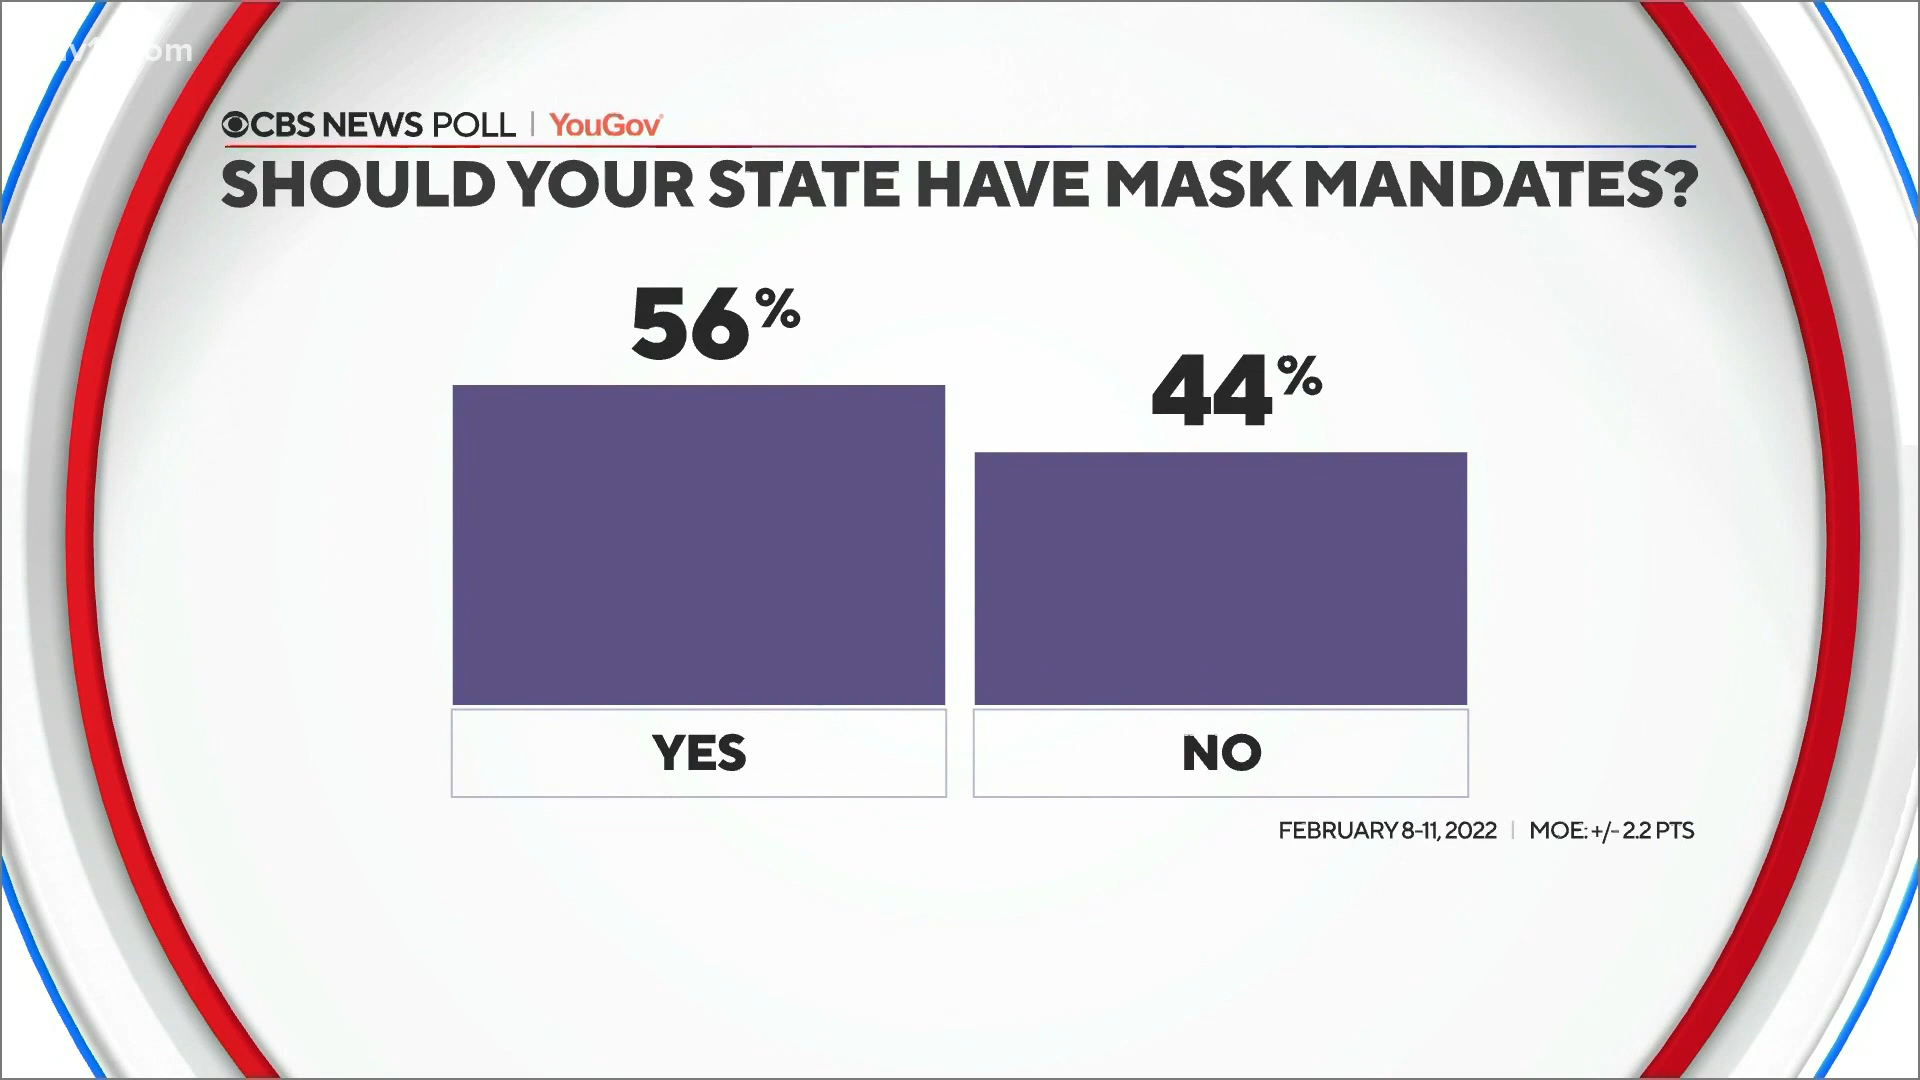 CBS NEWS POLL | YouGov
SHOULD YOUR STATE HAVE MASK MANDATES?
56%
44%
YES
NO
FEBRUARY 8-11, 2022 | MOE: +/- 2.2 PTS